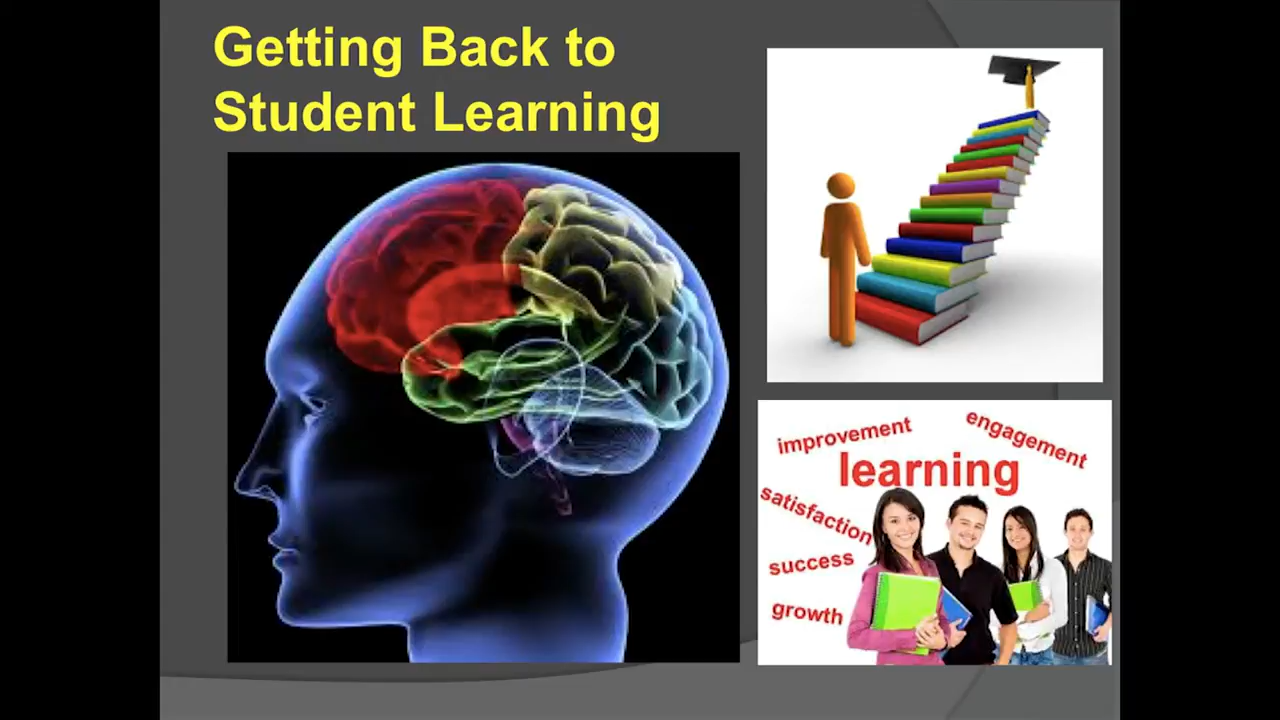 Getting Back to
Student Learning
improvement
engagement
learning
satisfaction
success
growth